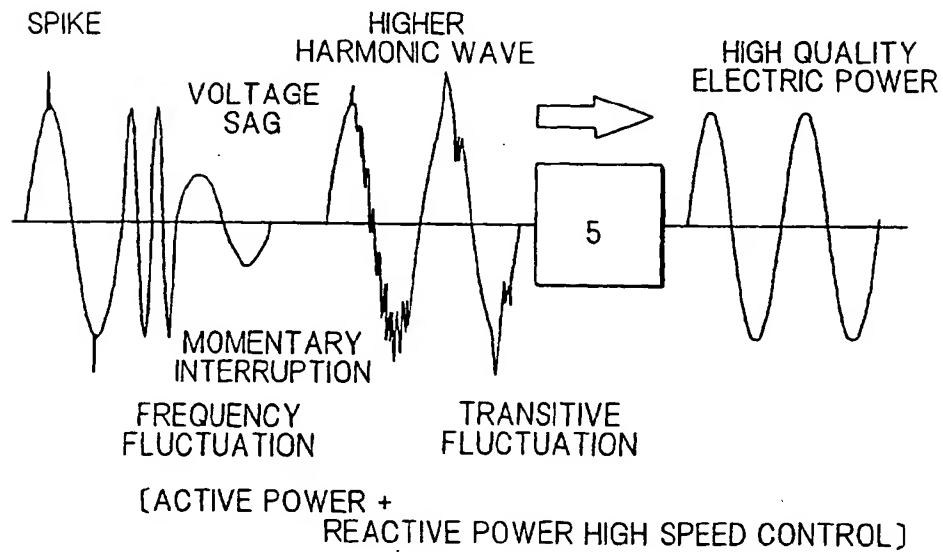 SPIKE
VOLTAGE
SAG
HIGHER
HARMONIC WAVE
HIGH QUALITY
ELECTRIC POWER
5
MOMENTARY
INTERRUPTION
FREQUENCY
FLUCTUATION
TRANSITIVE
FLUCTUATION
[ACTIVE POWER +
REACTIVE POWER HIGH SPEED CONTROL]